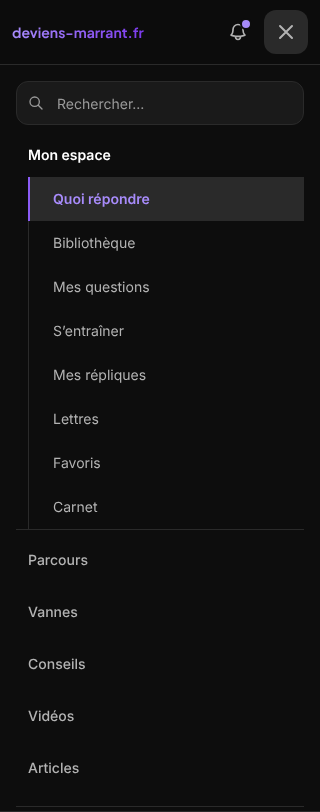 deviens-marrant.fr
Rechercher...
Mon espace
Quoi répondre
Bibliothèque
Mes questions
S’entraîner
Mes répliques
Lettres
Favoris
Carnet
Parcours
Vannes
Conseils
Vidéos
Articles